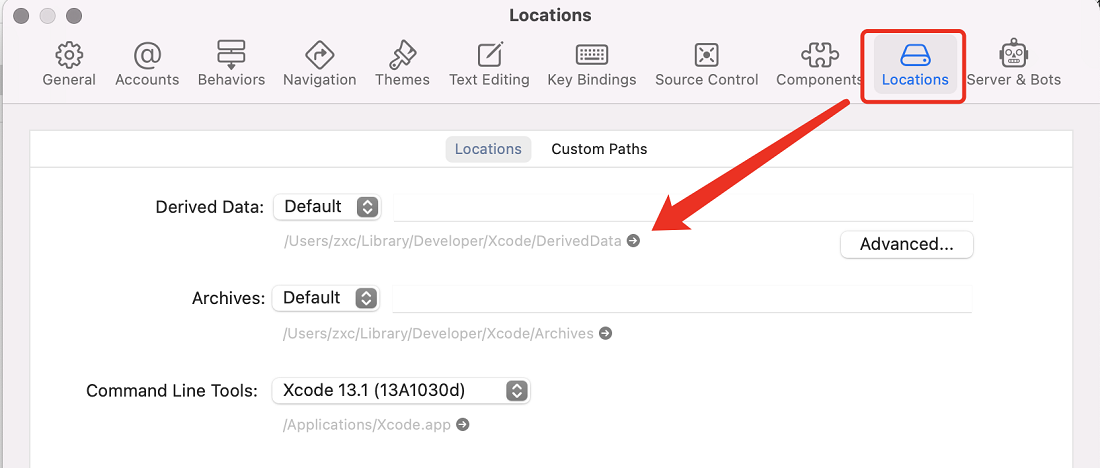 Locations
General Accounts Behaviors Navigation Themes Text Editing Key Bindings Source Control Components Locations Server & Bots
Locations Custom Paths
Derived Data: Default
/Users/zxc/Library/Developer/Xcode/DerivedData
Advanced...
Archives: Default
/Users/zxc/Library/Developer/Xcode/Archives
Command Line Tools: Xcode 13.1 (13A1030d)
/Applications/Xcode.app